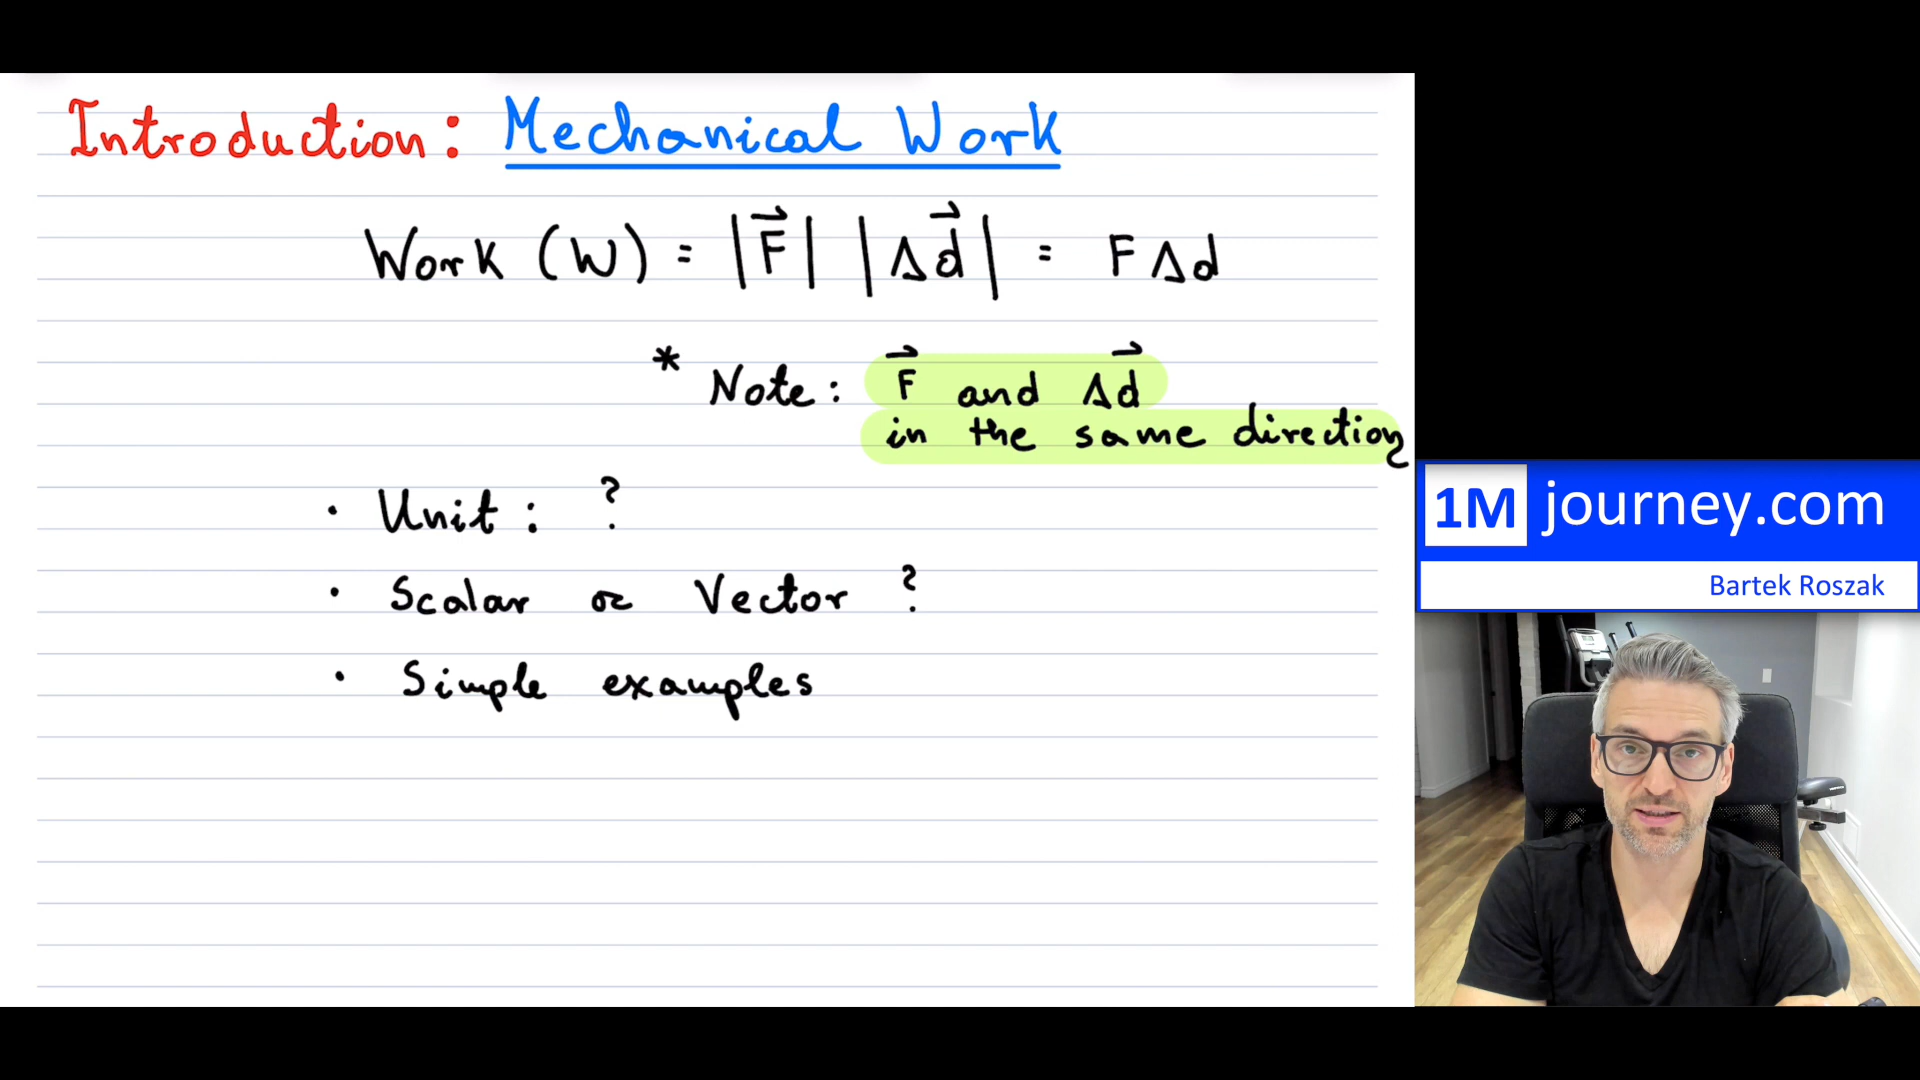 Introduction: Mechanical Work
Work (W) = |F⃗| |Δd⃗| = F Δd
* Note: F⃗ and Δd⃗
in the same direction
• Unit: ?
• Scalar or Vector ?
• Simple examples
1M journey.com
Bartek Roszak